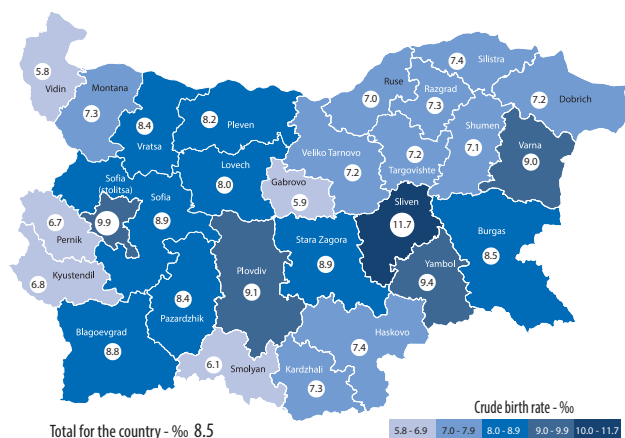 7.4
Silistra
5.8
Vidin
Montana
7.3
8.4
Vratsa
8.2
Pleven
Ruse
7.0
Razgrad
7.3
7.2
Dobrich
Shumen
7.1
Varna
9.0
Lovech
8.0
Veliko Tarnovo
7.2
7.2
Targovishte
Gabrovo
5.9
Sofia
(stolitsa)
9.9
Sofia
8.9
Sliven
11.7
6.7
Pernik
Stara Zagora
8.9
Burgas
8.5
Kyustendil
6.8
Plovdiv
9.1
Yambol
9.4
8.4
Pazardzhik
Blagoevgrad
8.8
Haskovo
7.4
6.1
Smolyan
Kardzhali
7.3
Total for the country - ‰ 8.5
Crude birth rate - ‰
5.8 - 6.9 7.0 - 7.9 8.0 - 8.9 9.0 - 9.9 10.0 - 11.7